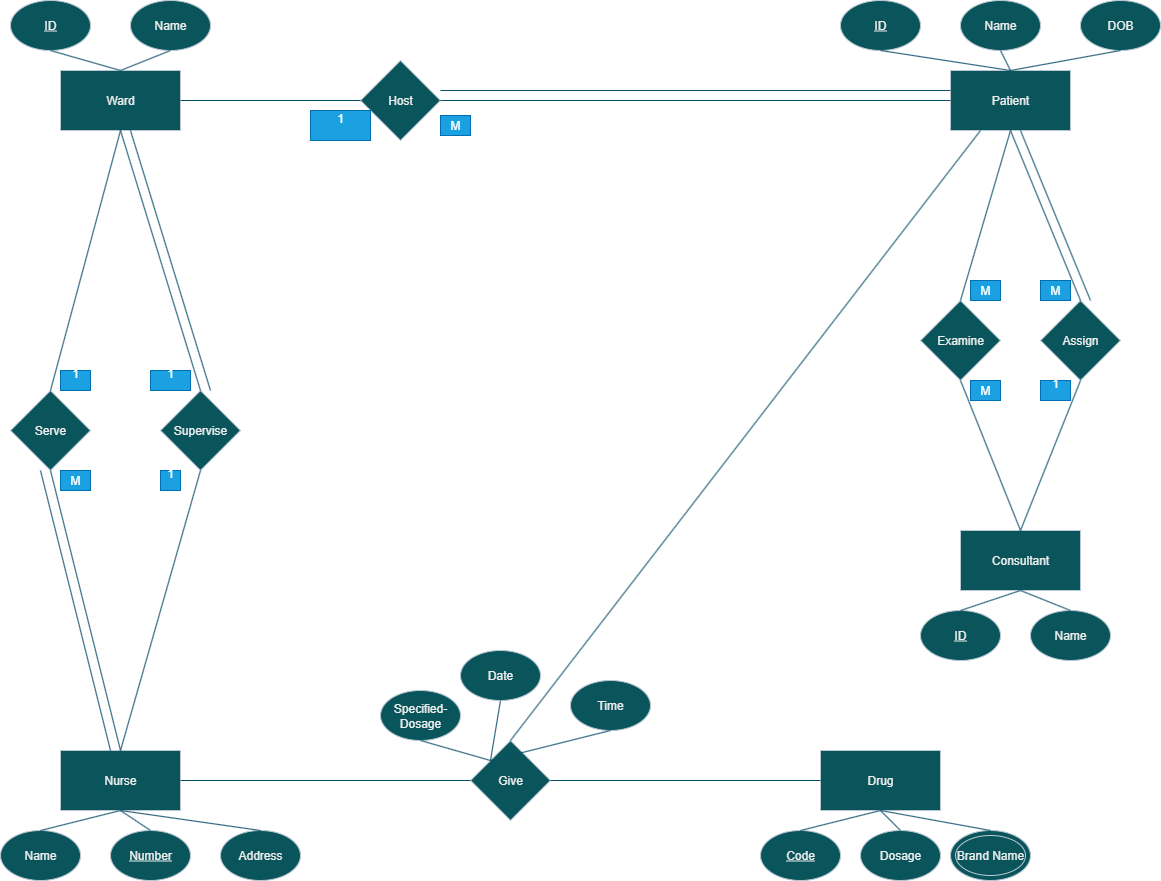 ID
Name
ID
Name
DOB
Ward
Host
Patient
1
M
M
M
Examine
Assign
M
1
1
1
Serve
Supervise
M
1
Consultant
ID
Name
Date
Specified-
Dosage
Time
Nurse
Give
Drug
Name
Number
Address
Code
Dosage
Brand Name